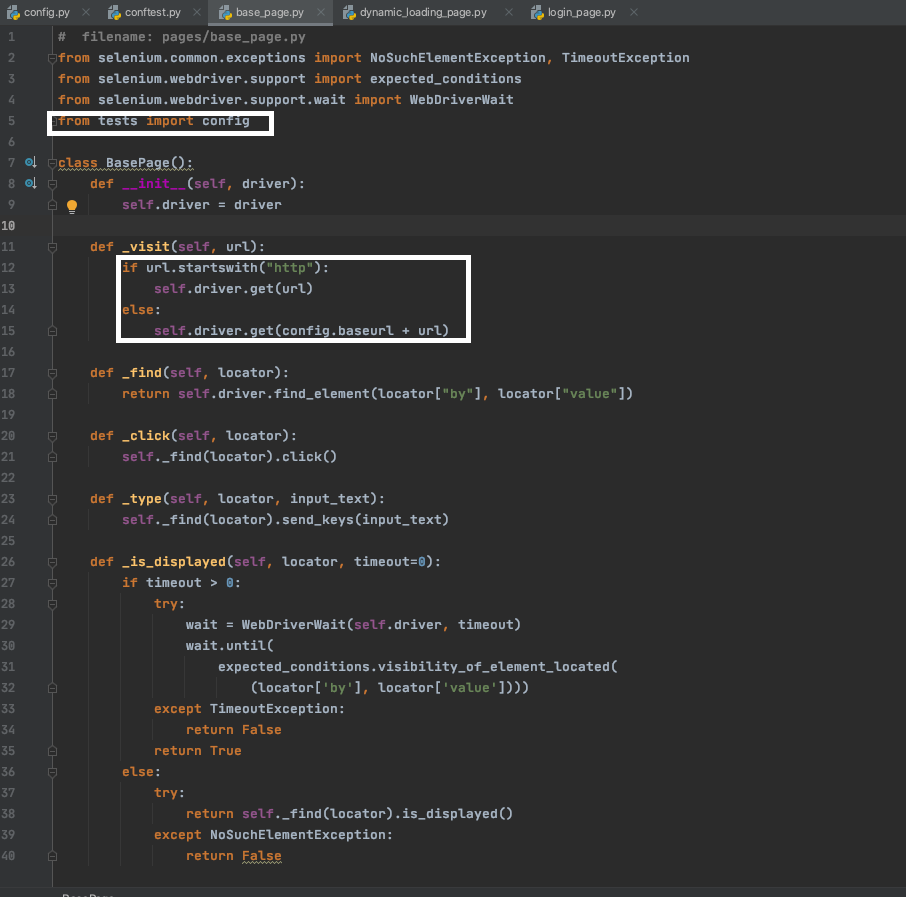 config.py conftest.py base_page.py dynamic_loading_page.py login_page.py
1 # filename: pages/base_page.py
2 from selenium.common.exceptions import NoSuchElementException, TimeoutException
3 from selenium.webdriver.support import expected_conditions
4 from selenium.webdriver.support.wait import WebDriverWait
5 from tests import config
6
7 class BasePage():
8     def __init__(self, driver):
9         self.driver = driver
10
11     def _visit(self, url):
12         if url.startswith("http"):
13             self.driver.get(url)
14         else:
15             self.driver.get(config.baseurl + url)
16
17     def _find(self, locator):
18         return self.driver.find_element(locator["by"], locator["value"])
19
20     def _click(self, locator):
21         self._find(locator).click()
22
23     def _type(self, locator, input_text):
24         self._find(locator).send_keys(input_text)
25
26     def _is_displayed(self, locator, timeout=0):
27         if timeout > 0:
28             try:
29                 wait = WebDriverWait(self.driver, timeout)
30                 wait.until(
31                     expected_conditions.visibility_of_element_located(
32                         (locator['by'], locator['value'])))
33             except TimeoutException:
34                 return False
35             return True
36         else:
37             try:
38                 return self._find(locator).is_displayed()
39             except NoSuchElementException:
40                 return False
BasePage